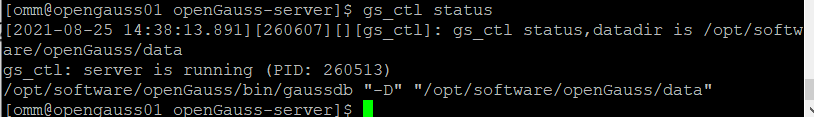 [omm@opengauss01 openGauss-server]$ gs_ctl status
[2021-08-25 14:38:13.891][260607][][gs_ctl]: gs_ctl status,datadir is /opt/softw
are/openGauss/data
gs_ctl: server is running (PID: 260513)
/opt/software/openGauss/bin/gaussdb "-D" "/opt/software/openGauss/data"
[omm@opengauss01 openGauss-server]$